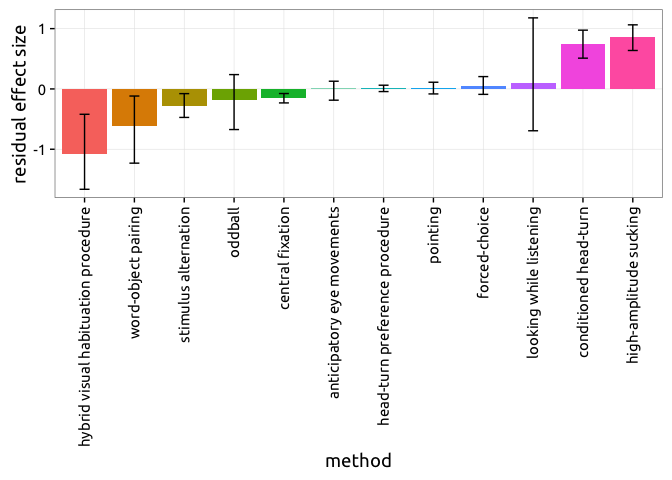 residual effect size
1
0
-1
hybrid visual habituation procedure
word-object pairing
stimulus alternation
oddball
central fixation
anticipatory eye movements
head-turn preference procedure
pointing
forced-choice
looking while listening
conditioned head-turn
high-amplitude sucking
method